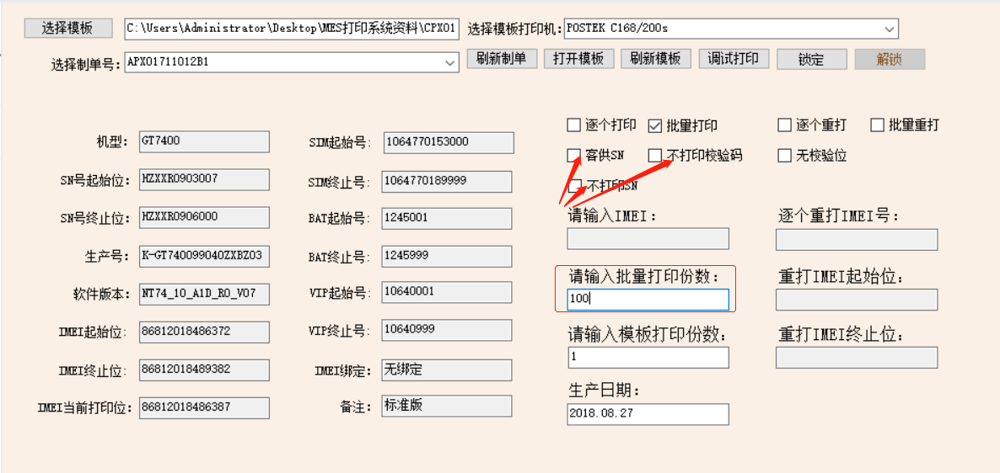 选择模板 C:\Users\Administrator\Desktop\MES打印系统资料\CPX01 选择模板打印机: POSTEK C168/200s
选择制单号: APX01711012B1 刷新制单 打开模板 刷新模板 调试打印 锁定 解锁
逐个打印 批量打印 逐个重打 批量重打
机型: GT7400 SIM起始号: 1064770153000
客供SN 不打印校验码 无校验位
SN号起始位: HZXXR0903007 SIM终止号: 1064770189999
不打印SN
SN号终止位: HZXXR0906000 BAT起始号: 1245001
请输入IMEI: 逐个重打IMEI号:
生产号: K-GT740099040ZXBZ03 BAT终止号: 1245999
请输入批量打印份数: 重打IMEI起始位:
软件版本: NT74_10_A1D_R0_V07 VIP起始号: 10640001
100
IMEI起始位: 86812018486372 VIP终止号: 10640999
请输入模板打印份数: 重打IMEI终止位:
1
IMEI终止位: 86812018489382 IMEI绑定: 无绑定
生产日期:
IMEI当前打印位: 86812018486387 备注: 标准版
2018.08.27